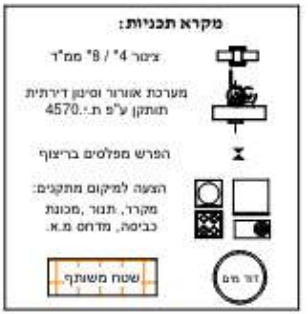 מקרא תכניות:
צינור 4" / 8" ממ"ד
מערכת אוורור וסינון דירתית
תותקן ע"פ ת.י. 4570.
הפרש מפלסים בריצוף
הצעה למיקום מתקנים:
מקרר, תנור, מכונת
כביסה, מדחס מ.א.
שטח משותף
דוד מים